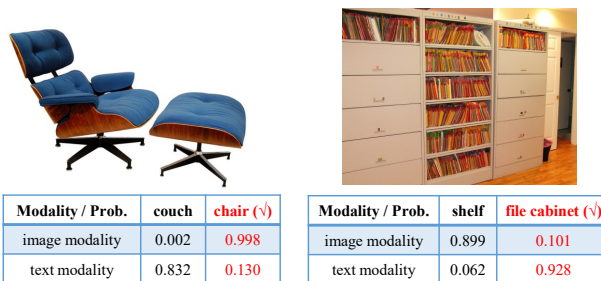 Modality / Prob. couch chair (√)
image modality 0.002 0.998
text modality 0.832 0.130
Modality / Prob. shelf file cabinet (√)
image modality 0.899 0.101
text modality 0.062 0.928